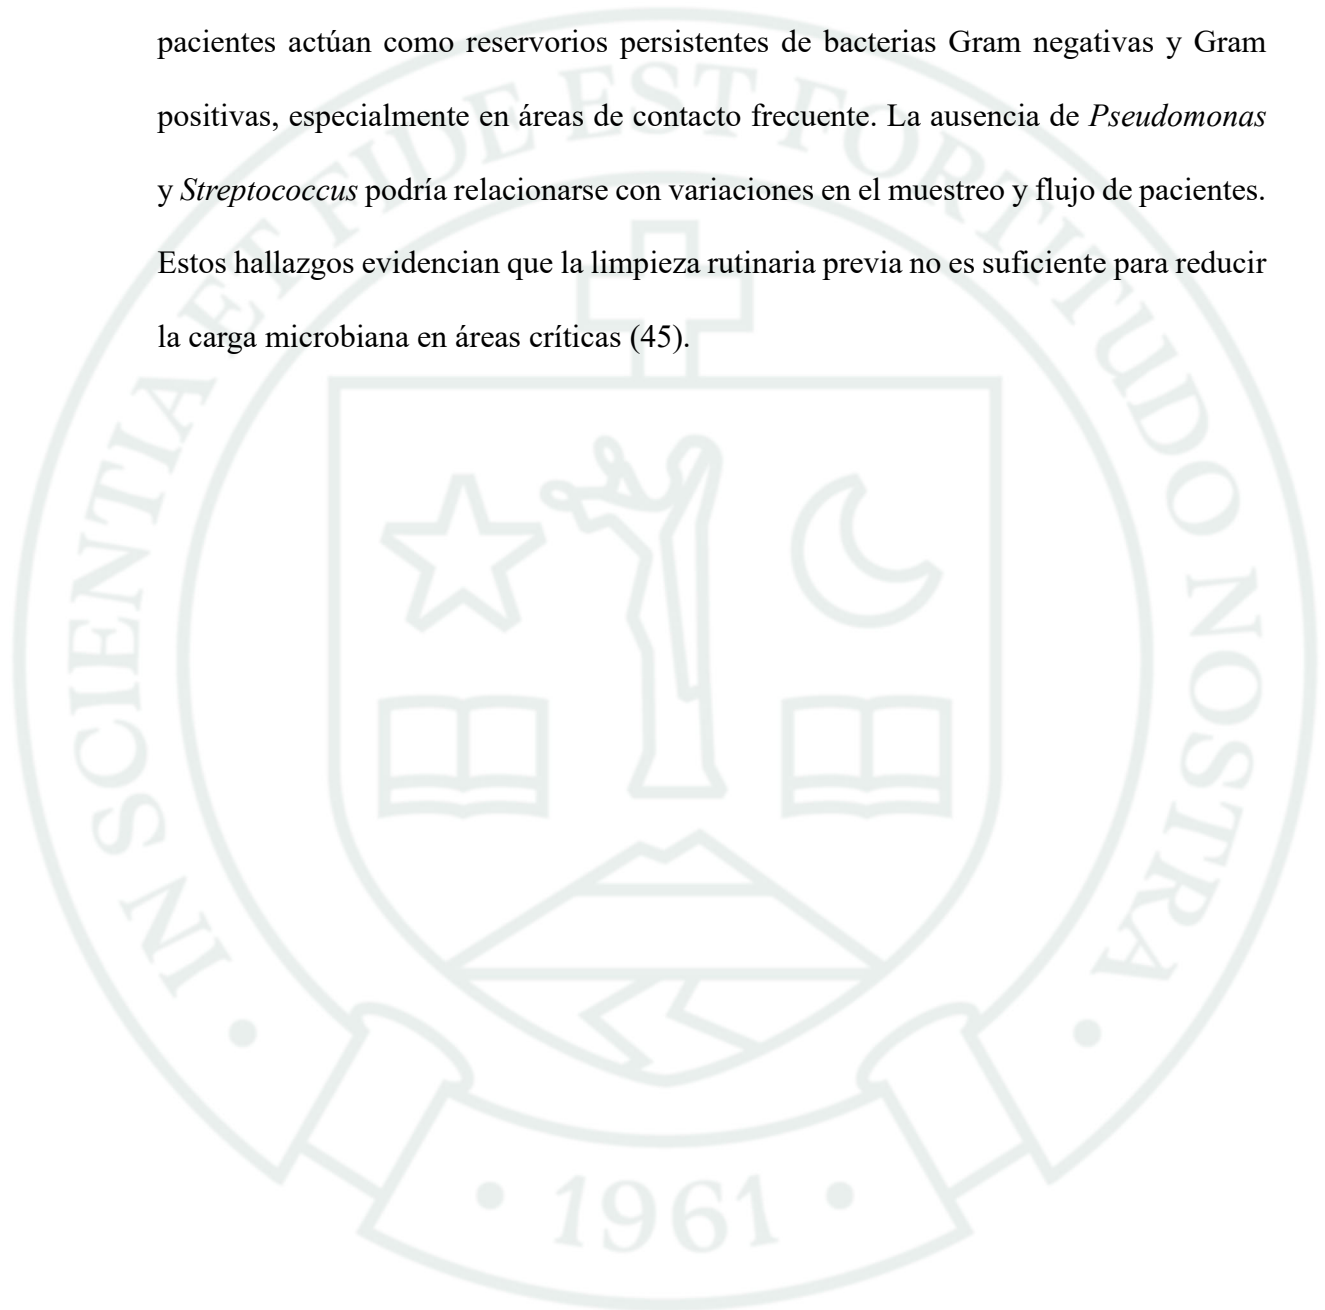 pacientes actúan como reservorios persistentes de bacterias Gram negativas y Gram
positivas, especialmente en áreas de contacto frecuente. La ausencia de Pseudomonas
y Streptococcus podría relacionarse con variaciones en el muestreo y flujo de pacientes.
Estos hallazgos evidencian que la limpieza rutinaria previa no es suficiente para reducir
la carga microbiana en áreas críticas (45).
IN SCIENTIA ET FIDE EST FORTITUDO NOSTRA
• 1961 •